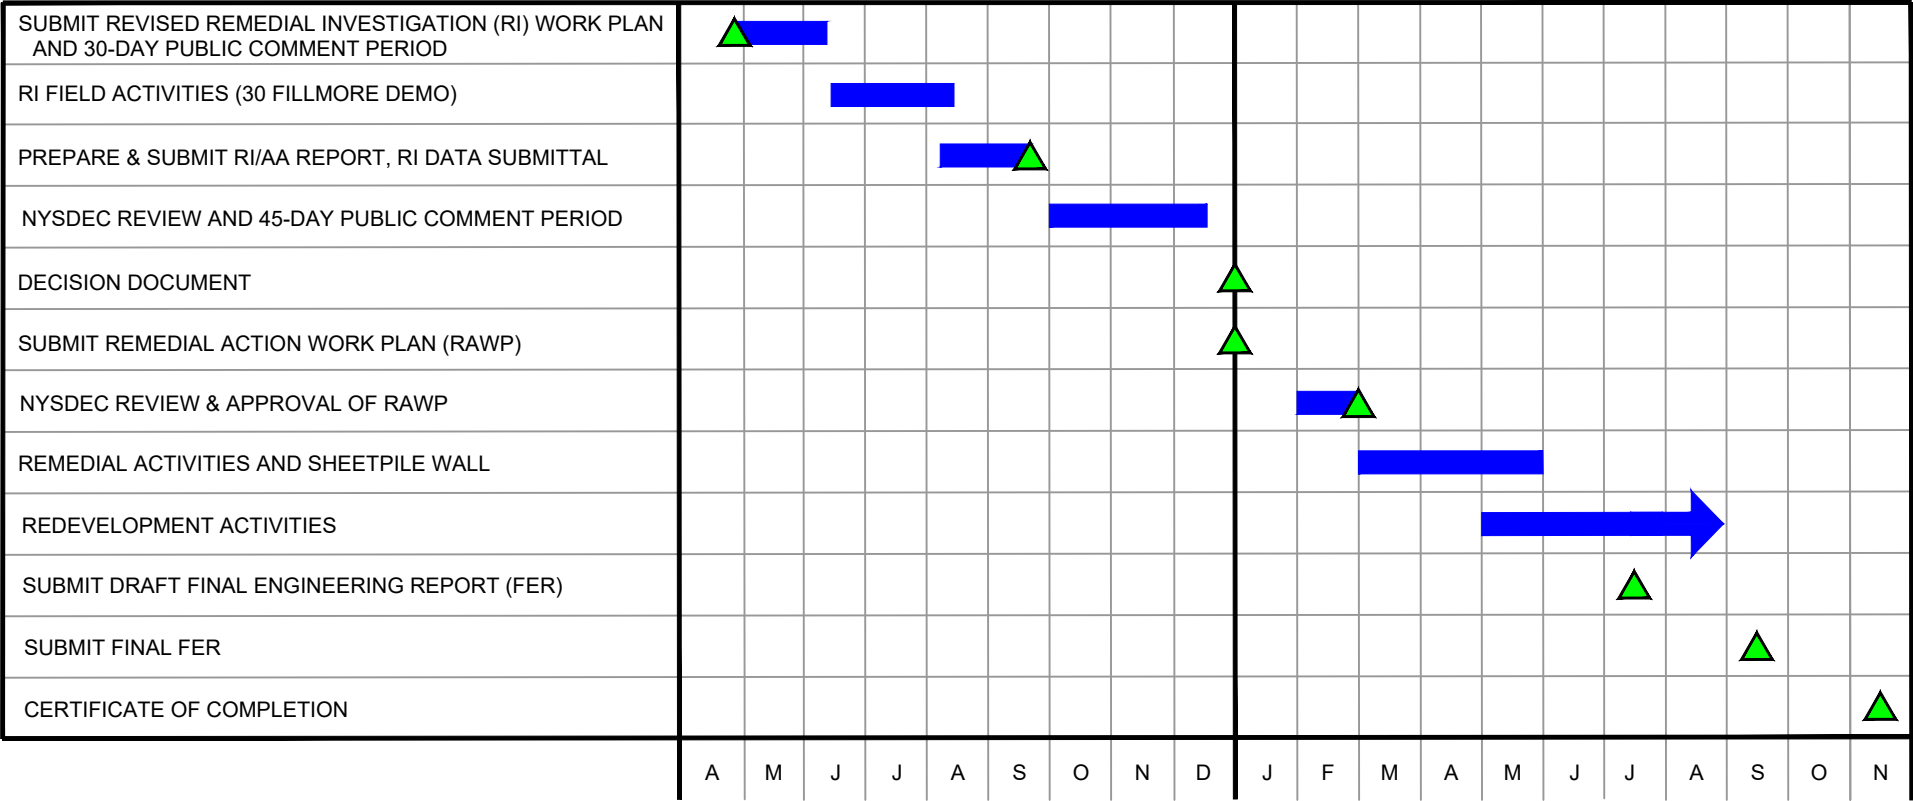 SUBMIT REVISED REMEDIAL INVESTIGATION (RI) WORK PLAN
AND 30-DAY PUBLIC COMMENT PERIOD
RI FIELD ACTIVITIES (30 FILLMORE DEMO)
PREPARE & SUBMIT RI/AA REPORT, RI DATA SUBMITTAL
NYSDEC REVIEW AND 45-DAY PUBLIC COMMENT PERIOD
DECISION DOCUMENT
SUBMIT REMEDIAL ACTION WORK PLAN (RAWP)
NYSDEC REVIEW & APPROVAL OF RAWP
REMEDIAL ACTIVITIES AND SHEETPILE WALL
REDEVELOPMENT ACTIVITIES
SUBMIT DRAFT FINAL ENGINEERING REPORT (FER)
SUBMIT FINAL FER
CERTIFICATE OF COMPLETION
A M J J A S O N D J F M A M J J A S O N